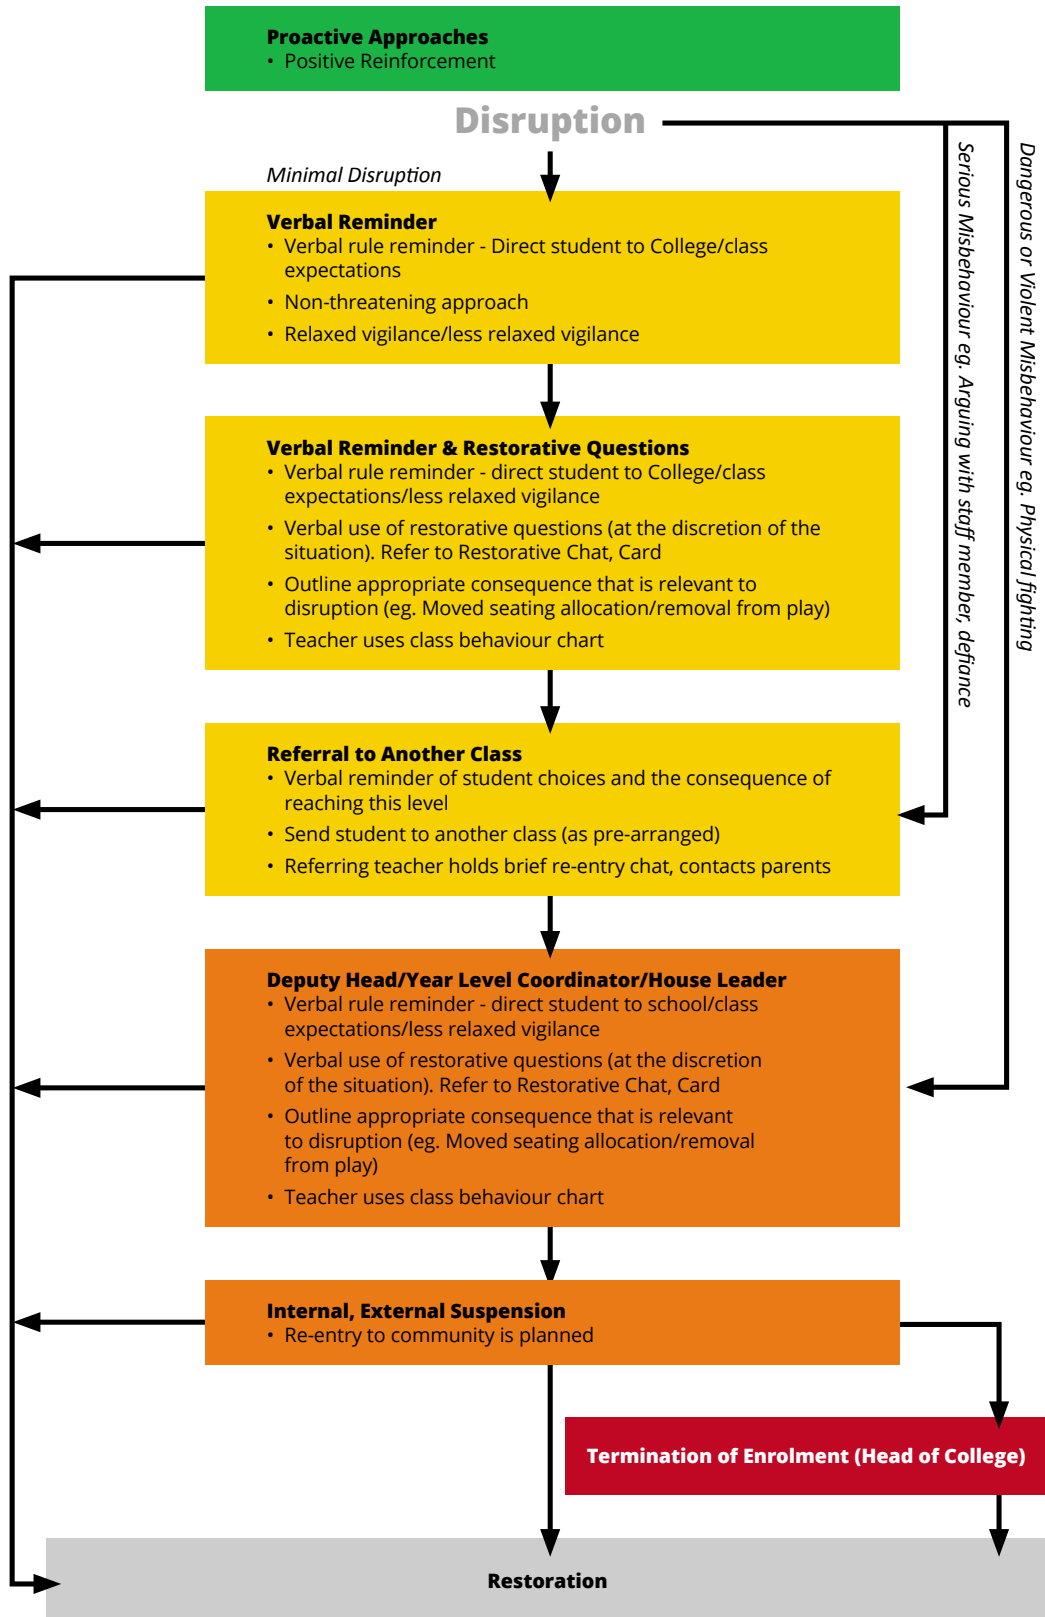 Proactive Approaches
• Positive Reinforcement
Disruption
Minimal Disruption
Verbal Reminder
• Verbal rule reminder - Direct student to College/class
expectations
• Non-threatening approach
• Relaxed vigilance/less relaxed vigilance
Serious Misbehaviour eg. Arguing with staff member, defiance
Dangerous or Violent Misbehaviour eg. Physical fighting
Verbal Reminder & Restorative Questions
• Verbal rule reminder - direct student to College/class
expectations/less relaxed vigilance
• Verbal use of restorative questions (at the discretion of the
situation). Refer to Restorative Chat, Card
• Outline appropriate consequence that is relevant to
disruption (eg. Moved seating allocation/removal from play)
• Teacher uses class behaviour chart
Referral to Another Class
• Verbal reminder of student choices and the consequence of
reaching this level
• Send student to another class (as pre-arranged)
• Referring teacher holds brief re-entry chat, contacts parents
Deputy Head/Year Level Coordinator/House Leader
• Verbal rule reminder - direct student to school/class
expectations/less relaxed vigilance
• Verbal use of restorative questions (at the discretion
of the situation). Refer to Restorative Chat, Card
• Outline appropriate consequence that is relevant
to disruption (eg. Moved seating allocation/removal
from play)
• Teacher uses class behaviour chart
Internal, External Suspension
• Re-entry to community is planned
Termination of Enrolment (Head of College)
Restoration